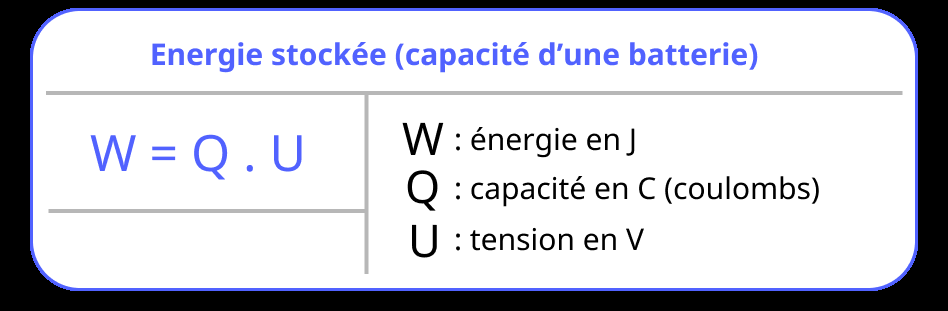 Energie stockée (capacité d’une batterie)
W = Q . U
W : énergie en J
Q : capacité en C (coulombs)
U : tension en V